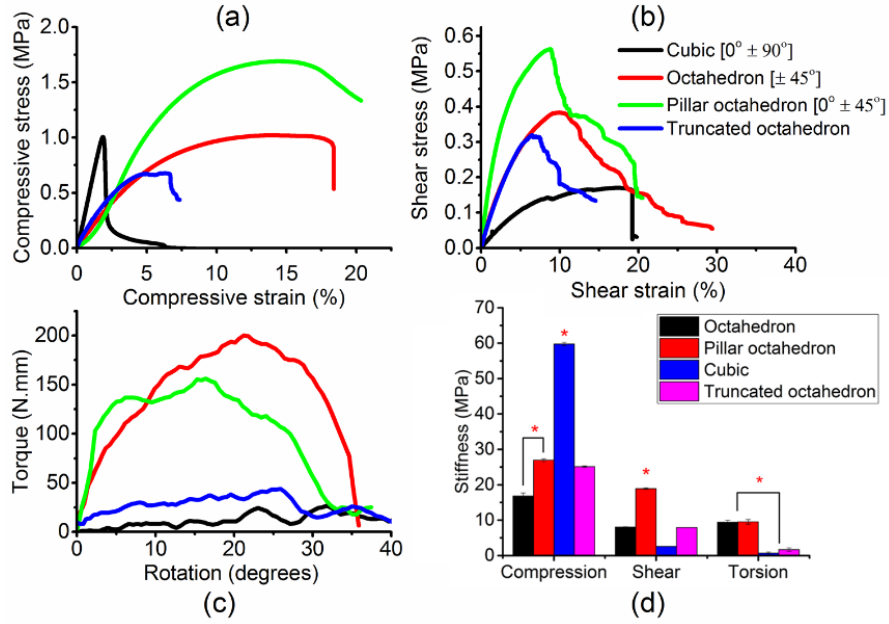 (a)
Compressive stress (MPa)
2.0
1.5
1.0
0.5
0.0
0
5
10
15
20
Compressive strain (%)
(b)
Shear stress (MPa)
0.6
0.5
0.3
0.2
0.0
0
10
20
30
40
Shear strain (%)
Cubic [0° ± 90°]
Octahedron [± 45°]
Pillar octahedron [0° ± 45°]
Truncated octahedron
Torque (N.mm)
200
150
100
50
0
0
10
20
30
40
Rotation (degrees)
(c)
Stiffness (MPa)
70
60
50
40
30
20
10
0
Octahedron
Pillar octahedron
Cubic
Truncated octahedron
*
*
*
*
Compression
Shear
Torsion
(d)